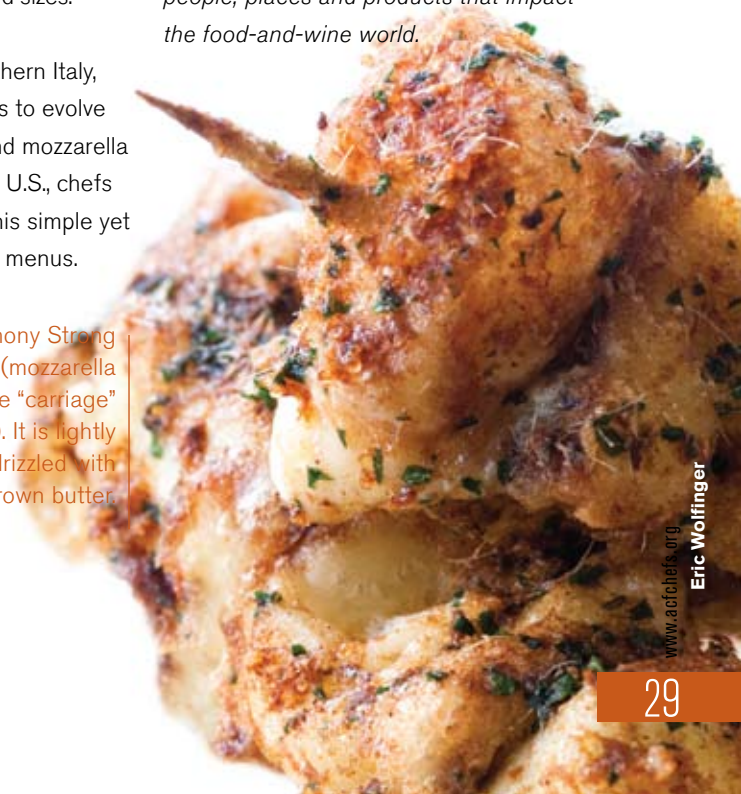 d sizes.
hern Italy,
s to evolve
nd mozzarella
U.S., chefs
his simple yet
menus.
people, places and products that impact
the food-and-wine world.
hony Strong
(mozzarella
e “carriage”
). It is lightly
drizzled with
rown butter.
www.acfchefs.org
Eric Wolfinger
29